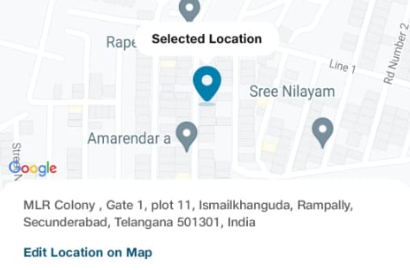 Rape
Selected Location
Line 1
Rd Number 2
Sree Nilayam
Amarendar a
Google
MLR Colony , Gate 1, plot 11, Ismailkhanguda, Rampally,
Secunderabad, Telangana 501301, India
Edit Location on Map